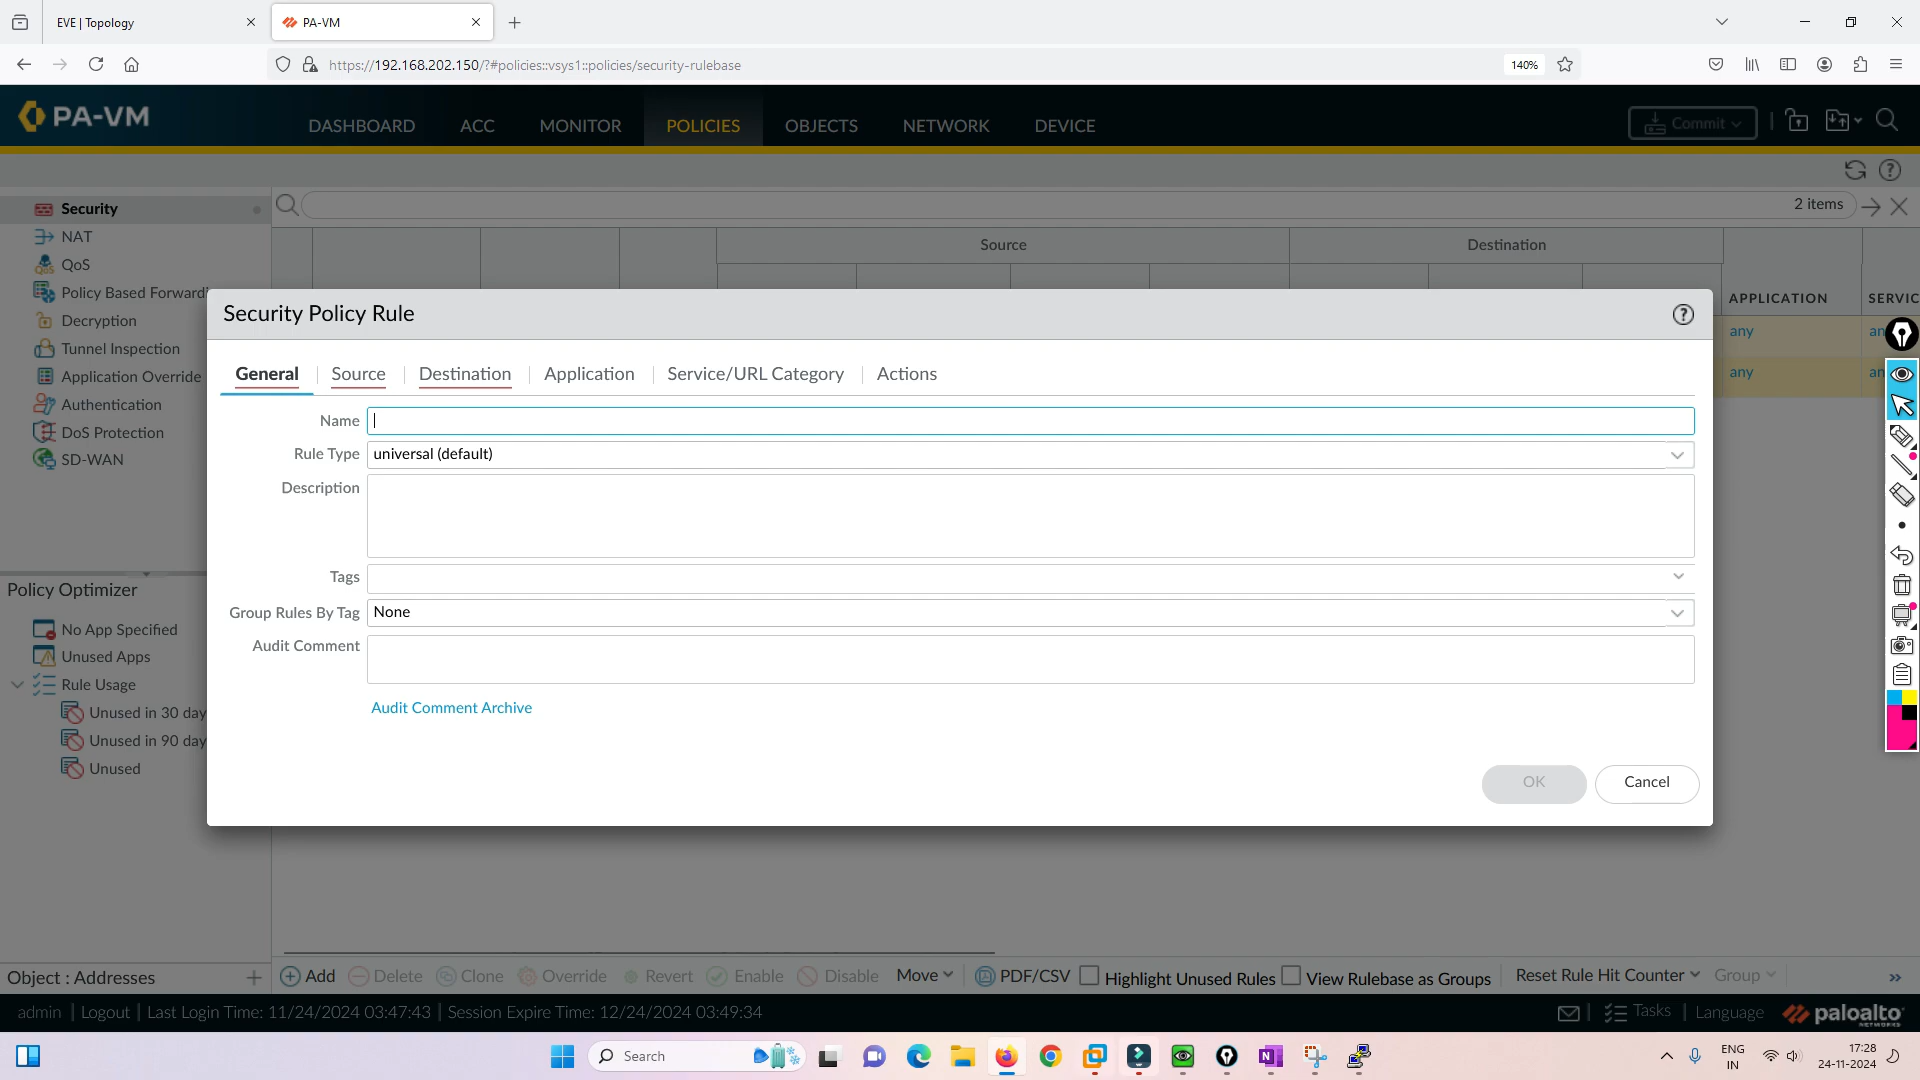 EVE | Topology
PA-VM
https://192.168.202.150/?#policies::vsys1::policies/security-rulebase
140%
PA-VM
DASHBOARD
ACC
MONITOR
POLICIES
OBJECTS
NETWORK
DEVICE
Commit
Security
NAT
QoS
Policy Based Forwardi
Decryption
Tunnel Inspection
Application Override
Authentication
DoS Protection
SD-WAN
2 items
Source
Destination
APPLICATION
SERVIC
any
an
any
an
Security Policy Rule
General
Source
Destination
Application
Service/URL Category
Actions
Name
Rule Type
universal (default)
Description
Tags
Group Rules By Tag
None
Audit Comment
Audit Comment Archive
OK
Cancel
Policy Optimizer
No App Specified
Unused Apps
Rule Usage
Unused in 30 day
Unused in 90 day
Unused
Object : Addresses
Add
Delete
Clone
Override
Revert
Enable
Disable
Move
PDF/CSV
Highlight Unused Rules
View Rulebase as Groups
Reset Rule Hit Counter
Group
admin | Logout | Last Login Time: 11/24/2024 03:47:43 | Session Expire Time: 12/24/2024 03:49:34
Tasks | Language
paloalto
NETWORKS
Search
ENG
IN
17:28
24-11-2024